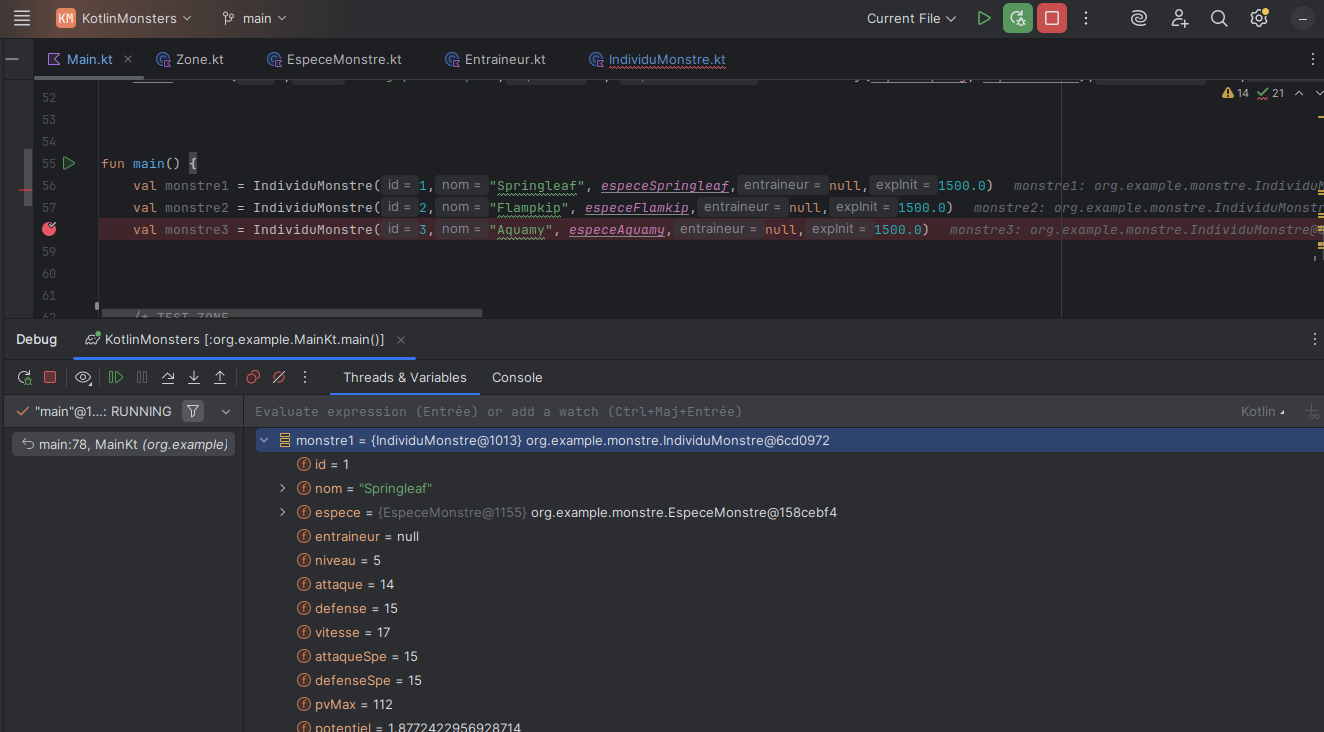 KM KotlinMonsters main Current File
Main.kt Zone.kt EspeceMonstre.kt Entraineur.kt IndividuMonstre.kt
52 14 21
53
54
55 fun main() {
56 val monstre1 = IndividuMonstre( id = 1, nom = "Springleaf", especeSpringleaf, entraineur = null, expInit = 1500.0) monstre1: org.example.monstre.IndividuM
57 val monstre2 = IndividuMonstre( id = 2, nom = "Flampkip", especeFlamkip, entraineur = null, expInit = 1500.0) monstre2: org.example.monstre.IndividuMonstr
val monstre3 = IndividuMonstre( id = 3, nom = "Aquamy", especeAquamy, entraineur = null, expInit = 1500.0) monstre3: org.example.monstre.IndividuMonstre@
59
60
61
62 /* TEST ZONE
Debug KotlinMonsters [:org.example.MainKt.main()]
Threads & Variables Console
"main"@1...: RUNNING Evaluate expression (Entrée) or add a watch (Ctrl+Maj+Entrée) Kotlin
main:78, MainKt (org.example)
monstre1 = {IndividuMonstre@1013} org.example.monstre.IndividuMonstre@6cd0972
id = 1
nom = "Springleaf"
espece = {EspeceMonstre@1155} org.example.monstre.EspeceMonstre@158cebf4
entraineur = null
niveau = 5
attaque = 14
defense = 15
vitesse = 17
attaqueSpe = 15
defenseSpe = 15
pvMax = 112
potentiel = 1.8772422956928714